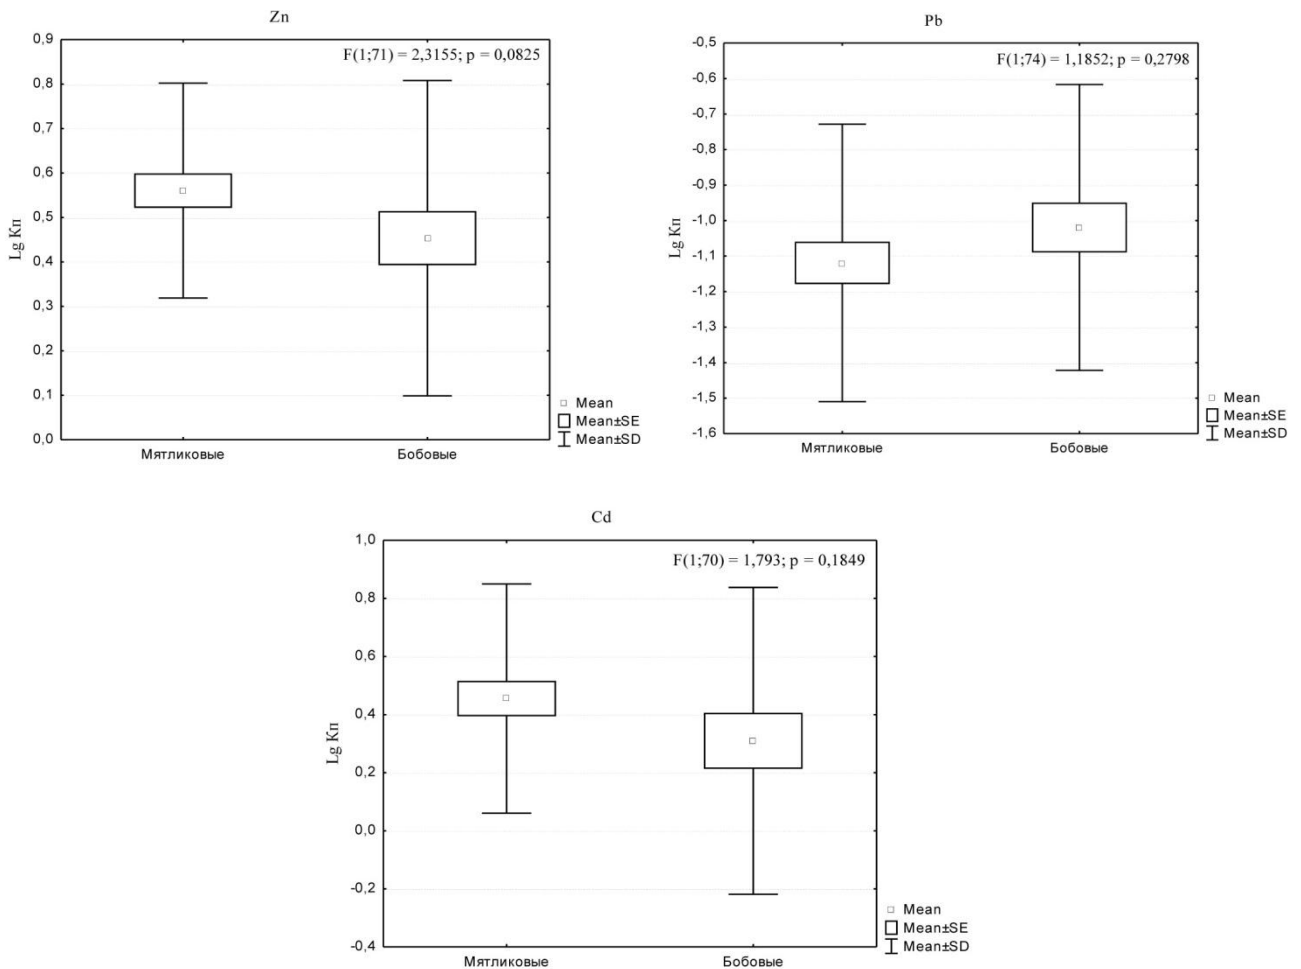 Zn
F(1;71) = 2,3155; p = 0,0825
Lg Кп
0,9
0,8
0,7
0,6
0,5
0,4
0,3
0,2
0,1
0,0
Мятликовые
Бобовые
Mean
Mean±SE
Mean±SD
Pb
F(1;74) = 1,1852; p = 0,2798
Lg Кп
-0,5
-0,6
-0,7
-0,8
-0,9
-1,0
-1,1
-1,2
-1,3
-1,4
-1,5
-1,6
Мятликовые
Бобовые
Mean
Mean±SE
Mean±SD
Cd
F(1;70) = 1,793; p = 0,1849
Lg Кп
1,0
0,8
0,6
0,4
0,2
0,0
-0,2
-0,4
Мятликовые
Бобовые
Mean
Mean±SE
Mean±SD